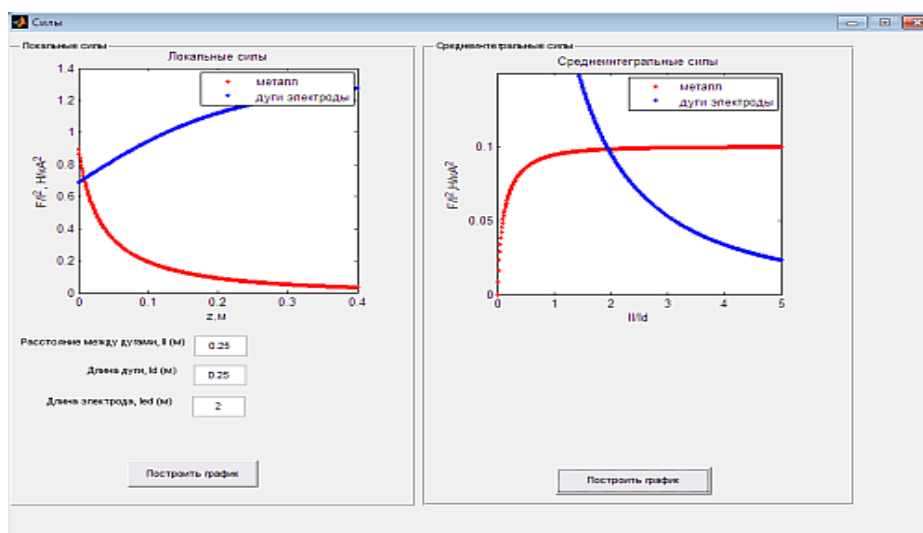 Силы
Локальные силы
Локальные силы
металл
дуги электроды
1.4
1.2
1
0.8
0.6
0.4
0.2
0
F/I², H/кА²
0 0.1 0.2 0.3 0.4
z,м
Расстояние между дугами, ll (м) 0.25
Длина дуги, ld (м) 0.25
Длина электрода, led (м) 2
Построить график
Среднеинтегральные силы
Среднеинтегральные силы
металл
дуги электроды
0.1
0.05
0
F/I²,H/кА²
0 1 2 3 4 5
ll/ld
Построить график